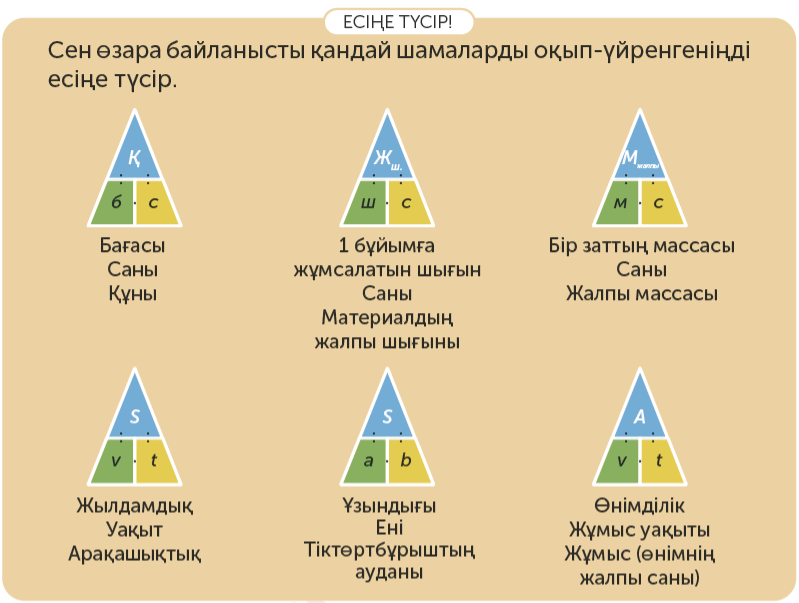 ЕСІҢЕ ТҮСІР!
Сен өзара байланысты қандай шамаларды оқып-үйренгеніңді
есіңе түсір.
Қ
б · с
Бағасы
Саны
Құны
Жш.
ш · с
1 бұйымға
жұмсалатын шығын
Саны
Материалдың
жалпы шығыны
Мжалпы
м · с
Бір заттың массасы
Саны
Жалпы массасы
S
v · t
Жылдамдық
Уақыт
Арақашықтық
S
a · b
Ұзындығы
Ені
Тіктөртбұрыштың
ауданы
A
v · t
Өнімділік
Жұмыс уақыты
Жұмыс (өнімнің
жалпы саны)